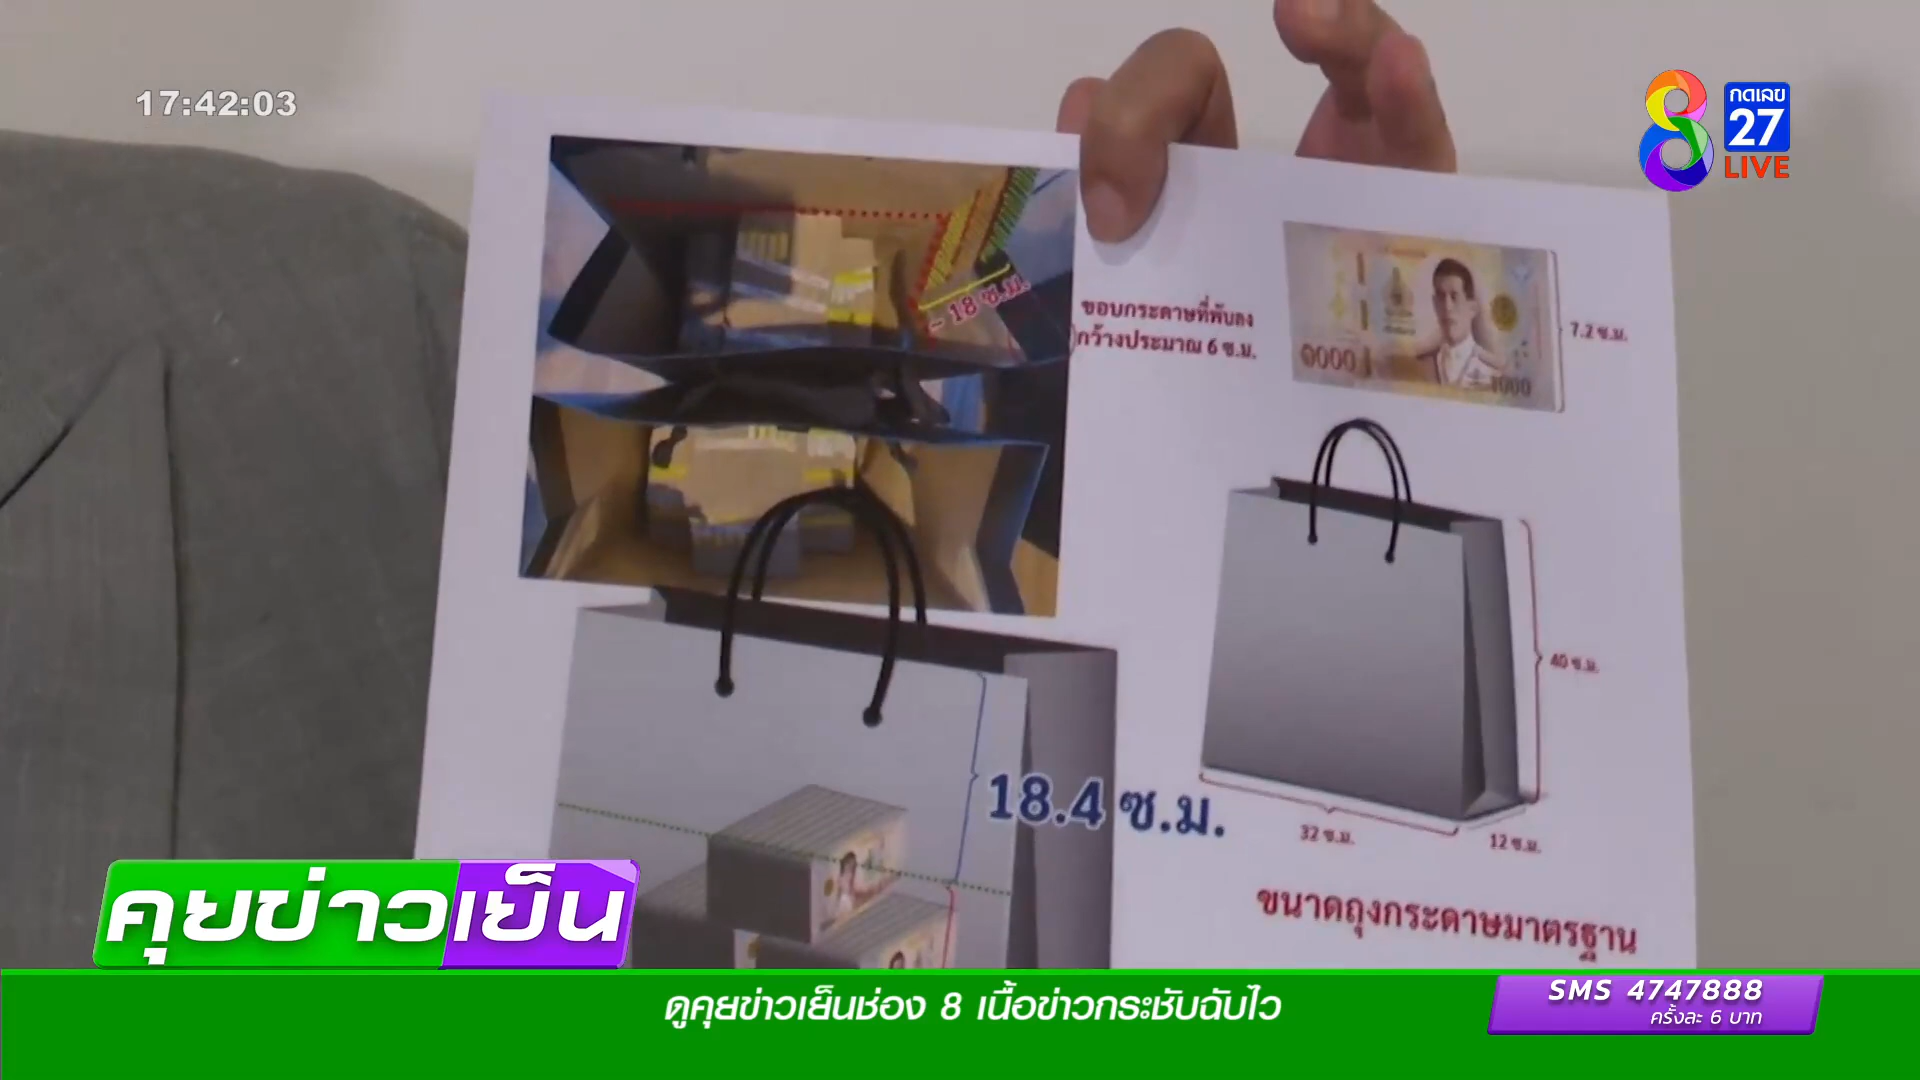 17:42:03
กดเลข
27
LIVE
~ 18 ซ.ม.
ขอบกระดาษที่พับลง
กว้างประมาณ 6 ซ.ม.
๑๐๐๐
1000
7.2 ซ.ม.
40 ซ.ม.
18.4 ซ.ม.
32 ซ.ม.
12 ซ.ม.
ขนาดถุงกระดาษมาตรฐาน
คุยข่าวเย็น
ดูคุยข่าวเย็นช่อง 8 เนื้อข่าวกระชับฉับไว
SMS 4747888
ครั้งละ 6 บาท